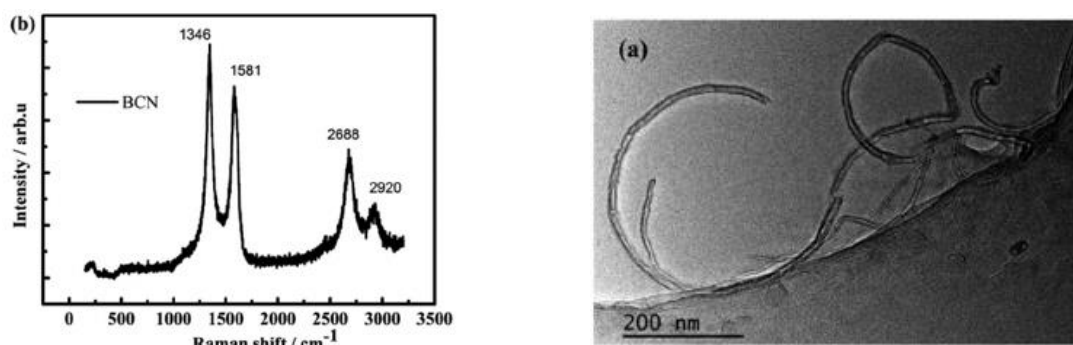 (b)
1346
1581
BCN
2688
2920
Intensity / arb.u
0 500 1000 1500 2000 2500 3000 3500
Raman shift / cm-1
(a)
200 nm